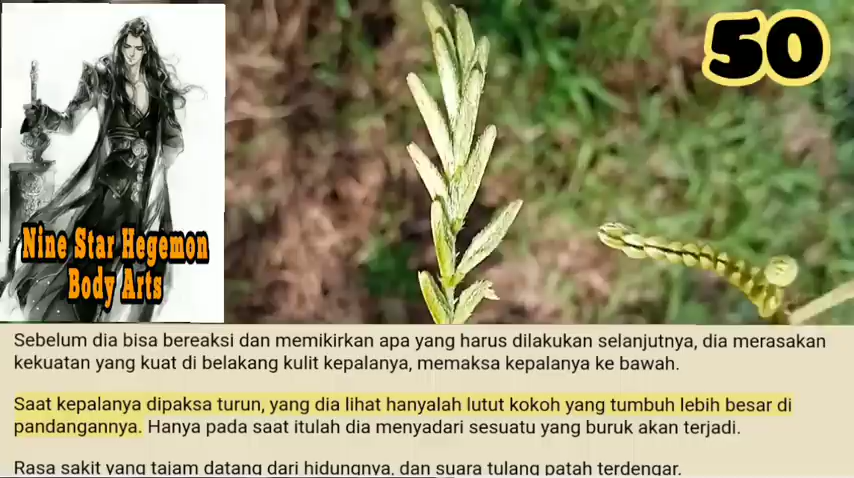 50
Nine Star Hegemon
Body Arts
Sebelum dia bisa bereaksi dan memikirkan apa yang harus dilakukan selanjutnya, dia merasakan
kekuatan yang kuat di belakang kulit kepalanya, memaksa kepalanya ke bawah.
Saat kepalanya dipaksa turun, yang dia lihat hanyalah lutut kokoh yang tumbuh lebih besar di
pandangannya. Hanya pada saat itulah dia menyadari sesuatu yang buruk akan terjadi.
Rasa sakit yang tajam datang dari hidungnya, dan suara tulang patah terdengar.